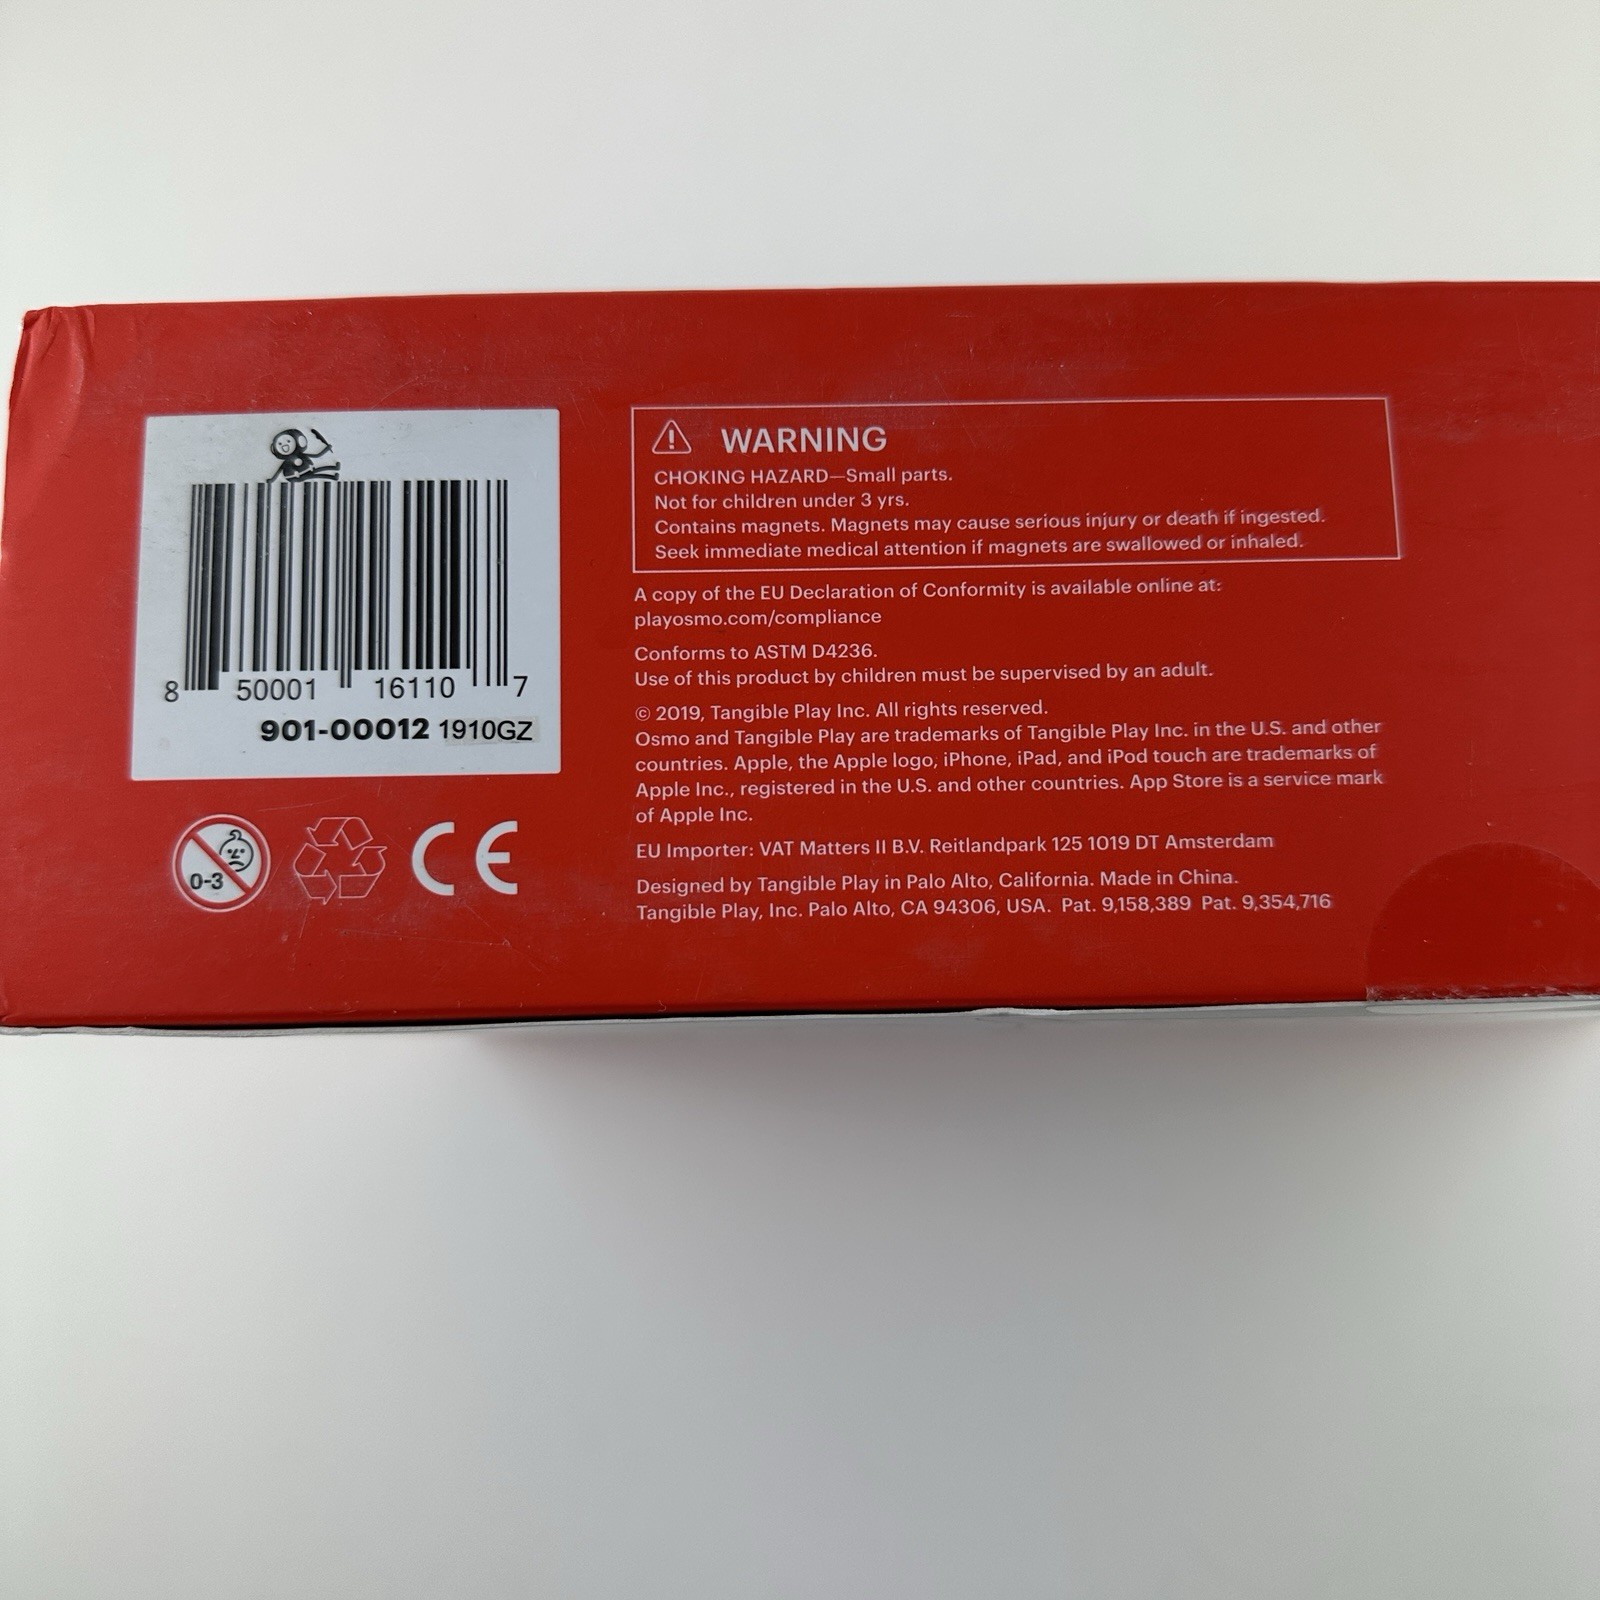 8 50001 16110 7
901-00012 1910GZ
0-3
CE
WARNING
CHOKING HAZARD—Small parts.
Not for children under 3 yrs.
Contains magnets. Magnets may cause serious injury or death if ingested.
Seek immediate medical attention if magnets are swallowed or inhaled.
A copy of the EU Declaration of Conformity is available online at:
playosmo.com/compliance
Conforms to ASTM D4236.
Use of this product by children must be supervised by an adult.
© 2019, Tangible Play Inc. All rights reserved.
Osmo and Tangible Play are trademarks of Tangible Play Inc. in the U.S. and other
countries. Apple, the Apple logo, iPhone, iPad, and iPod touch are trademarks of
Apple Inc., registered in the U.S. and other countries. App Store is a service mark
of Apple Inc.
EU Importer: VAT Matters II B.V. Reitlandpark 125 1019 DT Amsterdam
Designed by Tangible Play in Palo Alto, California. Made in China.
Tangible Play, Inc. Palo Alto, CA 94306, USA. Pat. 9,158,389 Pat. 9,354,716